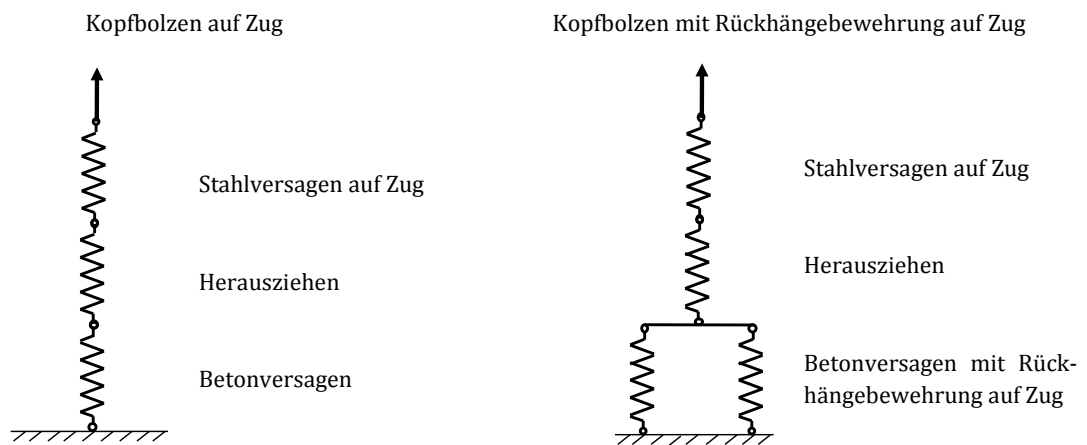 Kopfbolzen auf Zug
Stahlversagen auf Zug
Herausziehen
Betonversagen
Kopfbolzen mit Rückhängebewehrung auf Zug
Stahlversagen auf Zug
Herausziehen
Betonversagen mit Rück-
hängebewehrung auf Zug